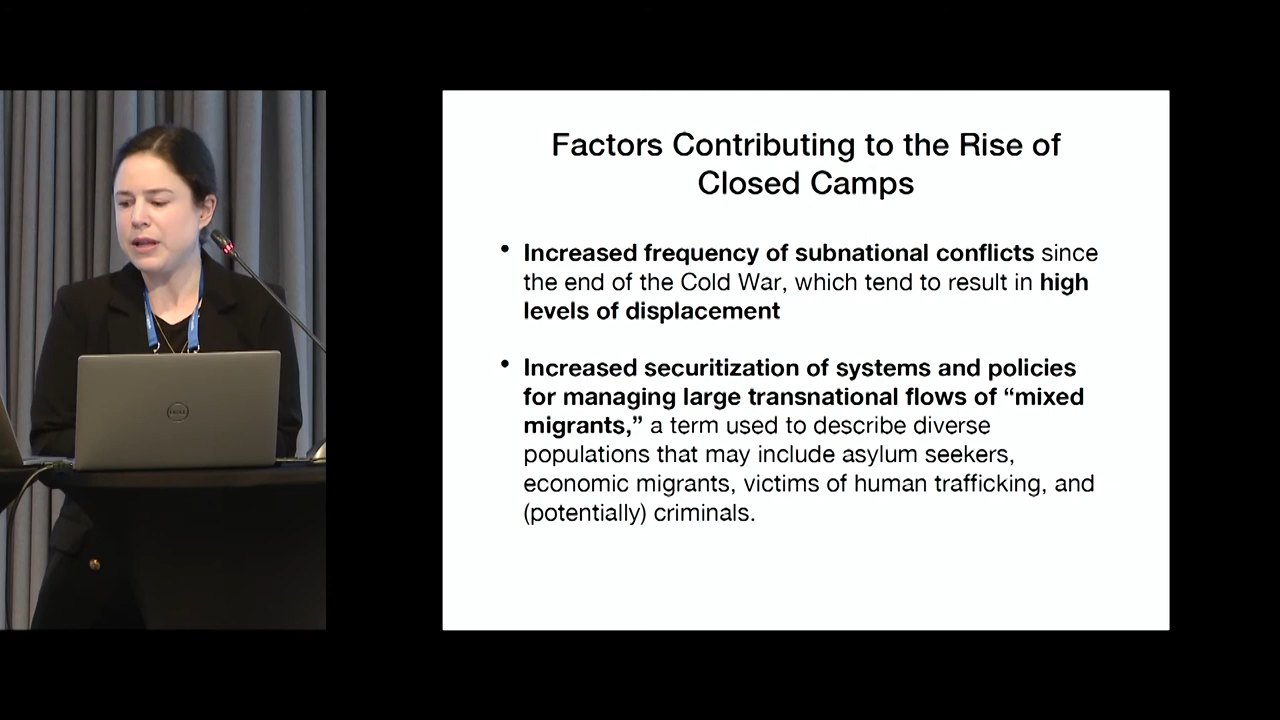 Factors Contributing to the Rise of
Closed Camps
• Increased frequency of subnational conflicts since
the end of the Cold War, which tend to result in high
levels of displacement
• Increased securitization of systems and policies
for managing large transnational flows of “mixed
migrants,” a term used to describe diverse
populations that may include asylum seekers,
economic migrants, victims of human trafficking, and
(potentially) criminals.
DELL